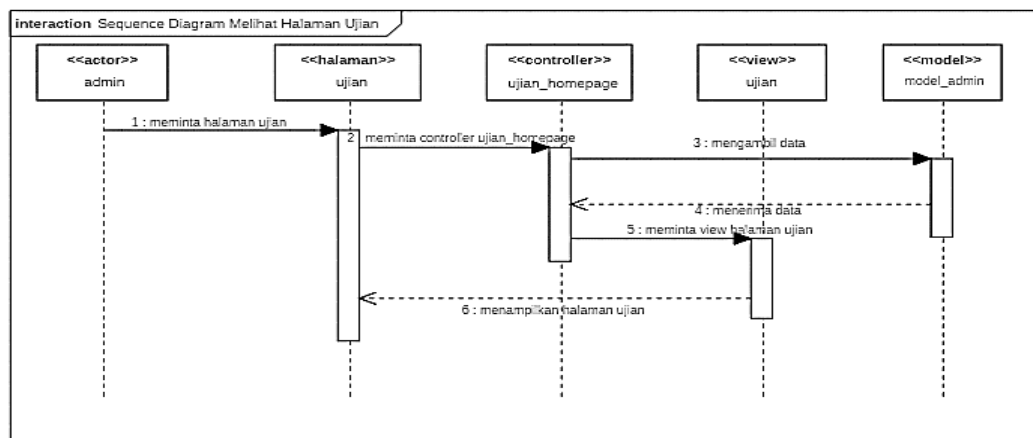 interaction Sequence Diagram Melihat Halaman Ujian
<<actor>>
admin
<<halaman>>
ujian
<<controller>>
ujian_homepage
<<view>>
ujian
<<model>>
model_admin
1 : meminta halaman ujian
2
meminta controller ujian_homepage
3 : mengambil data
4 : menerima data
5 : meminta view halaman ujian
6 : menampilkan halaman ujian